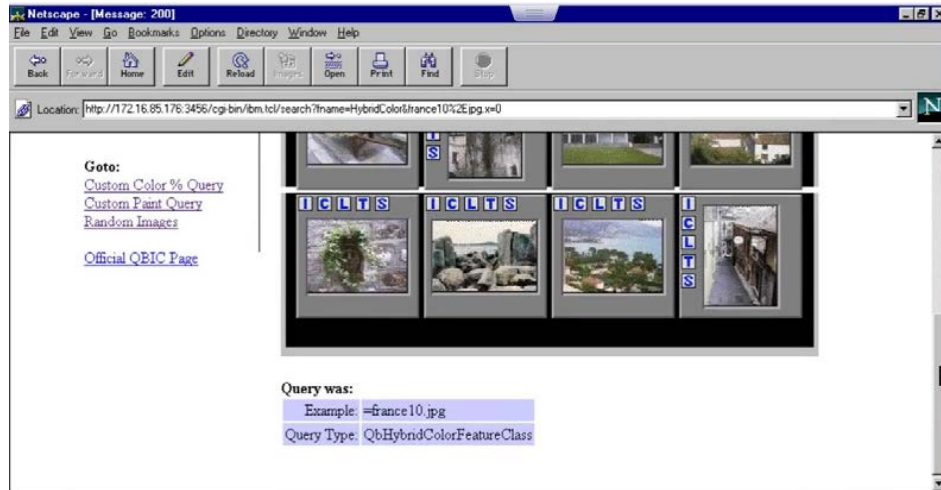 Netscape - [Message: 200]
File Edit View Go Bookmarks Options Directory Window Help
Back Forward Home Edit Reload Images Open Print Find Stop
Location: http://172.16.85.176:3456/cgi-bin/ibm.tcl/search?fname=HybridColor&france10%2Ejpg.x=0
N
T
S
Goto:
Custom Color % Query
Custom Paint Query
Random Images
Official QBIC Page
I C L T S I C L T S I C L T S I
C
L
T
S
Query was:
Example: =france10.jpg
Query Type: QbHybridColorFeatureClass